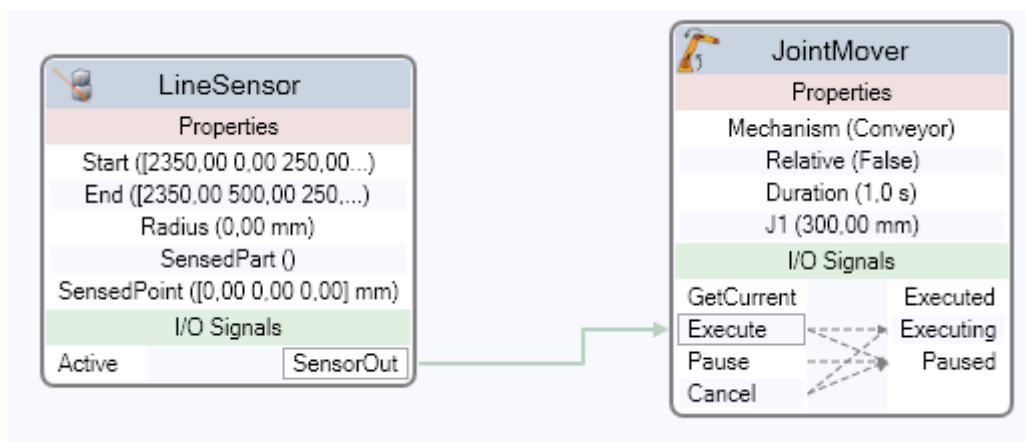 LineSensor
Properties
Start ([2350,00 0,00 250,00...)
End ([2350,00 500,00 250,...)
Radius (0,00 mm)
SensedPart ()
SensedPoint ([0,00 0,00 0,00] mm)
I/O Signals
Active SensorOut
JointMover
Properties
Mechanism (Conveyor)
Relative (False)
Duration (1,0 s)
J1 (300,00 mm)
I/O Signals
GetCurrent Executed
Execute Executing
Pause Paused
Cancel